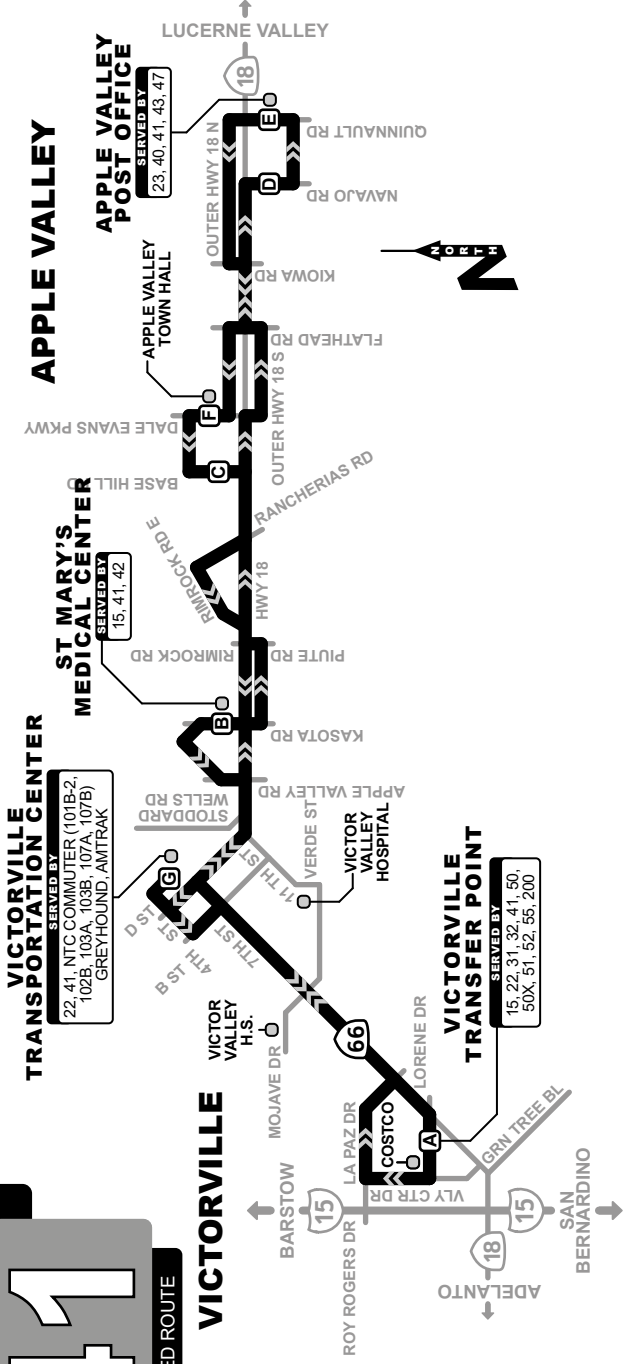 41
ED ROUTE
VICTORVILLE
APPLE VALLEY
VICTORVILLE
TRANSPORTATION CENTER
SERVED BY
22, 41, NTC COMMUTER (101B-2,
102B, 103A, 103B, 107A, 107B)
GREYHOUND, AMTRAK
ST MARY'S
MEDICAL CENTER
SERVED BY
15, 41, 42
APPLE VALLEY
POST OFFICE
SERVED BY
23, 40, 41, 43, 47
VICTORVILLE
TRANSFER POINT
SERVED BY
15, 22, 31, 32, 41, 50,
50X, 51, 52, 55, 200
APPLE VALLEY
TOWN HALL
VICTOR
VALLEY
HOSPITAL
VICTOR
VALLEY
H.S.
COSTCO
LUCERNE VALLEY
18
OUTER HWY 18 N
QUINNAULT RD
NAVAJO RD
KIOWA RD
FLATHEAD RD
OUTER HWY 18 S
DALE EVANS PKWY
BASE HILL RD
RANCHERIAS RD
RIMROCK RD E
RIMROCK RD
HWY 18
PIUTE RD
RIMROCK RD
KASOTA RD
APPLE VALLEY RD
STODDARD
WELLS RD
D ST
ST
4TH
B ST
7TH ST
11 TH ST
VERDE ST
MOJAVE DR
66
LORENE DR
LA PAZ DR
VLY CTR DR
GRN TREE BL
ROY ROGERS DR
BARSTOW
15
15
SAN
BERNARDINO
18
ADELANTO
A
B
C
D
E
F
G
NORTH